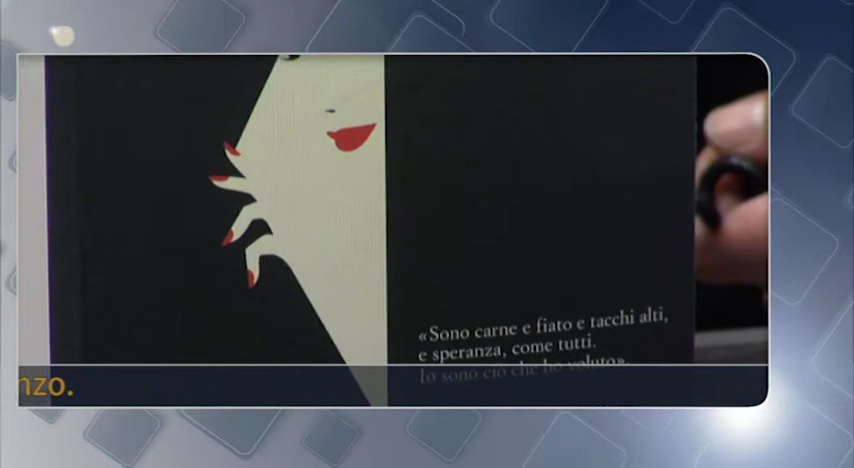 «Sono carne e fiato e tacchi alti,
e speranza, come tutti.
Io sono ciò che ho voluto».
nzo.